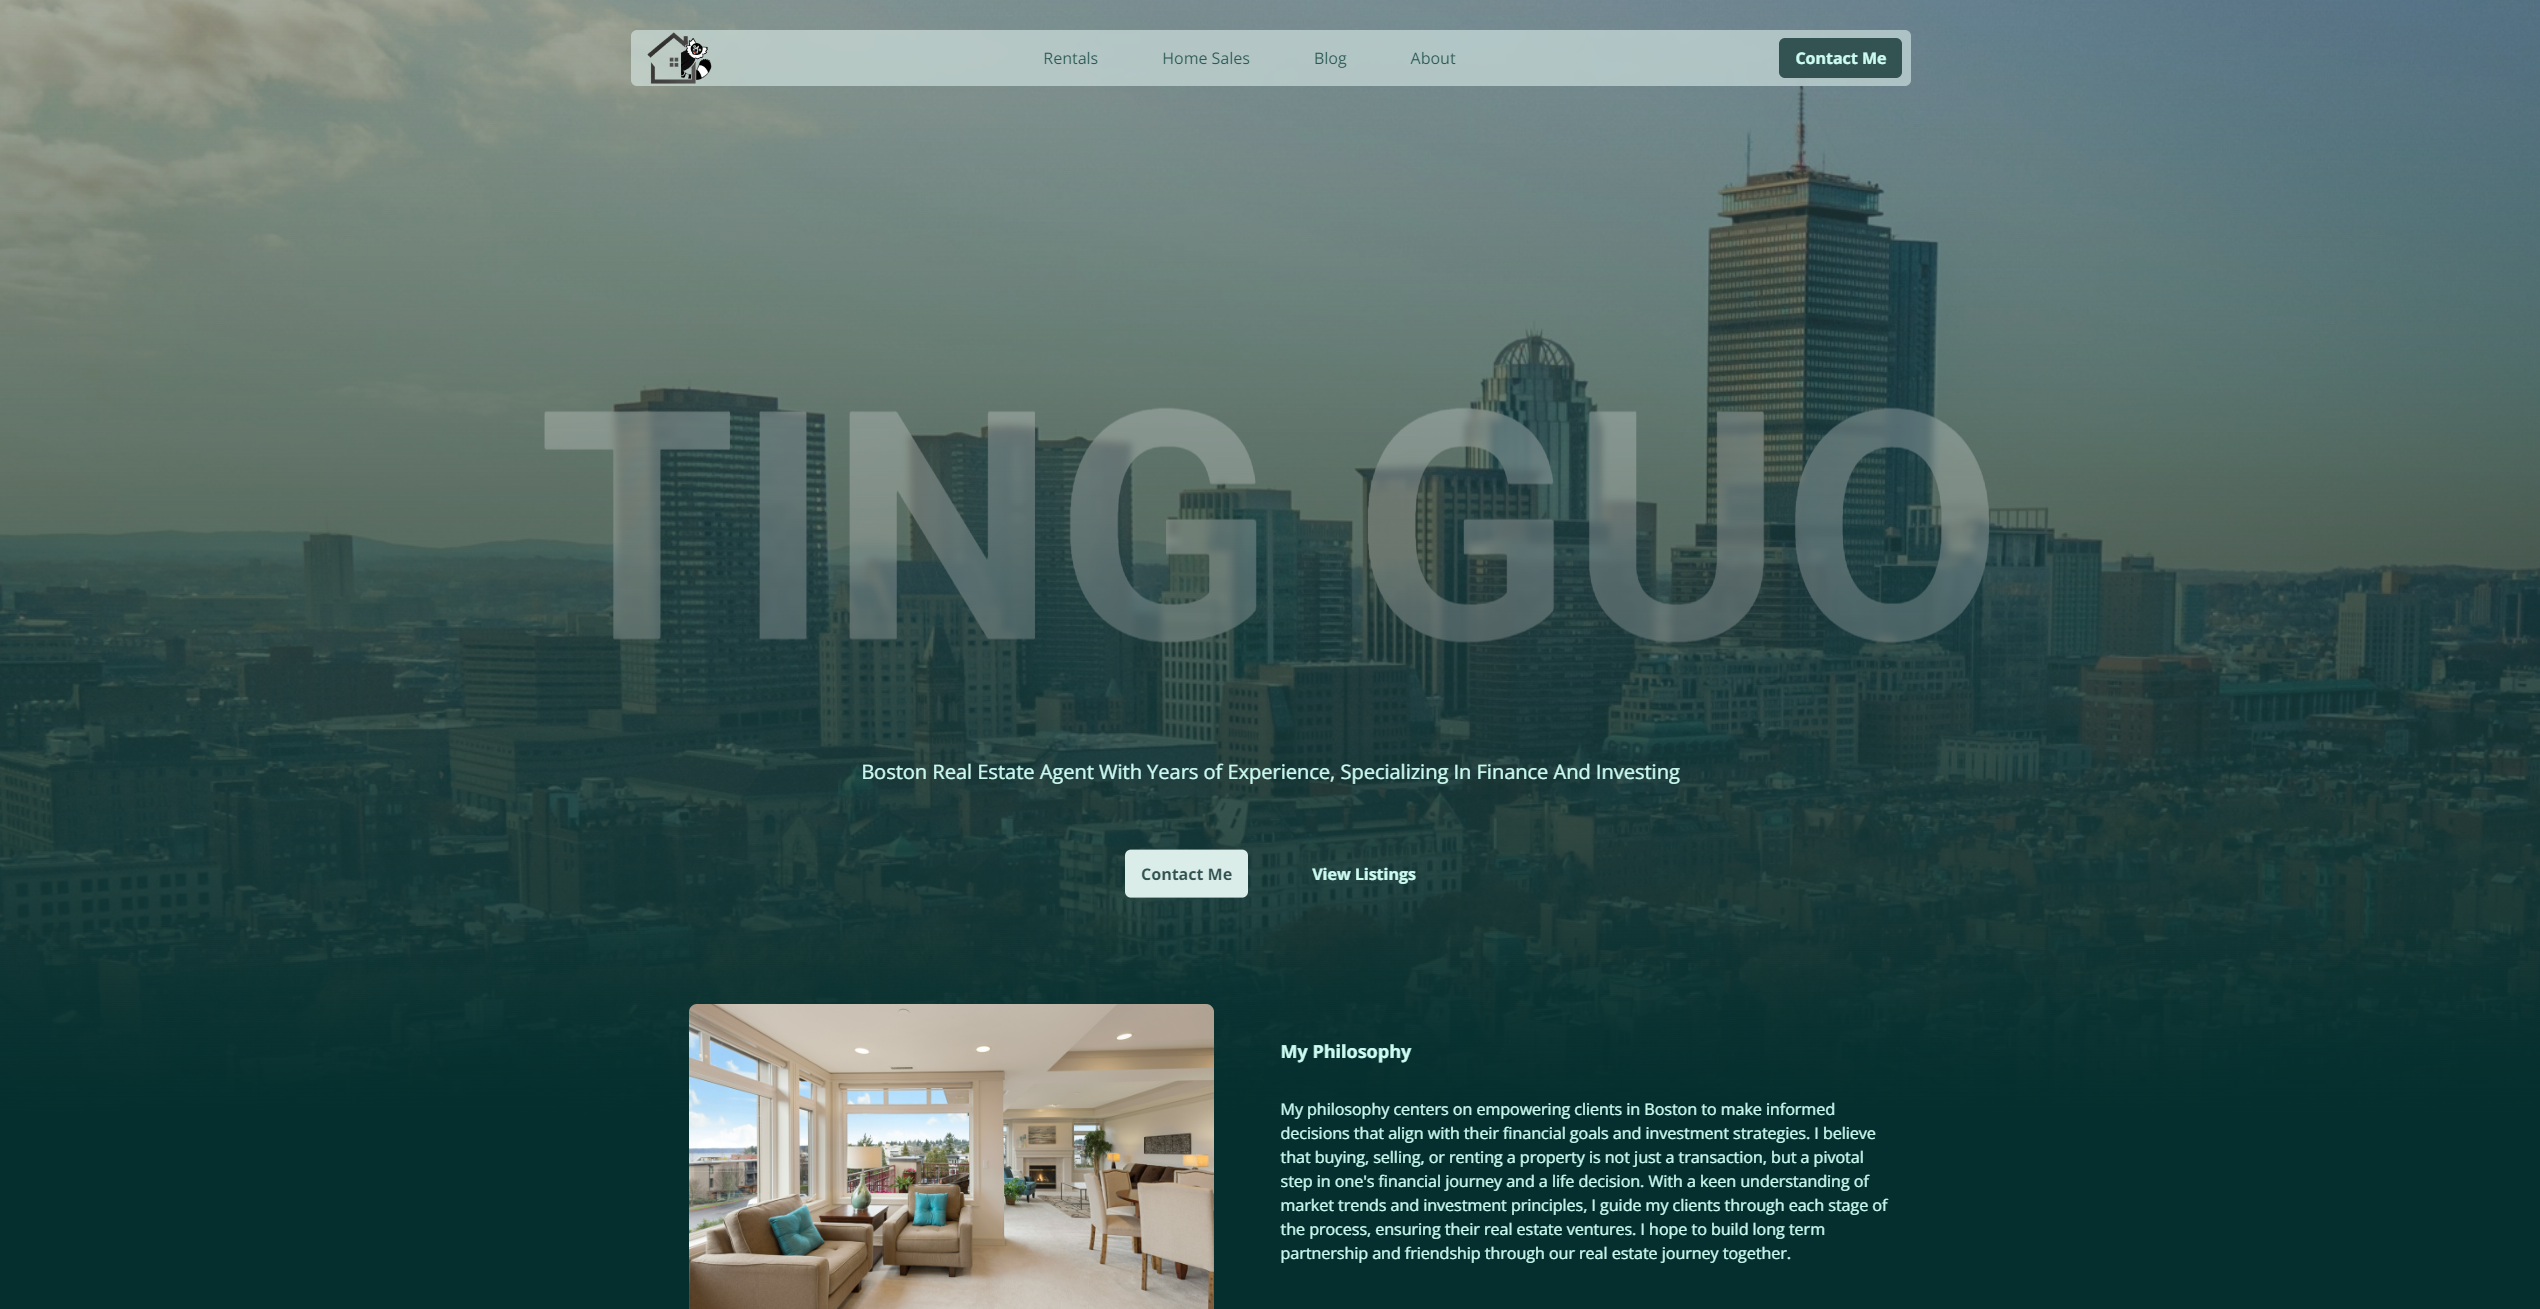 Rentals Home Sales Blog About Contact Me
TING GUO
Boston Real Estate Agent With Years of Experience, Specializing In Finance And Investing
Contact Me View Listings
My Philosophy
My philosophy centers on empowering clients in Boston to make informed
decisions that align with their financial goals and investment strategies. I believe
that buying, selling, or renting a property is not just a transaction, but a pivotal
step in one's financial journey and a life decision. With a keen understanding of
market trends and investment principles, I guide my clients through each stage of
the process, ensuring their real estate ventures. I hope to build long term
partnership and friendship through our real estate journey together.